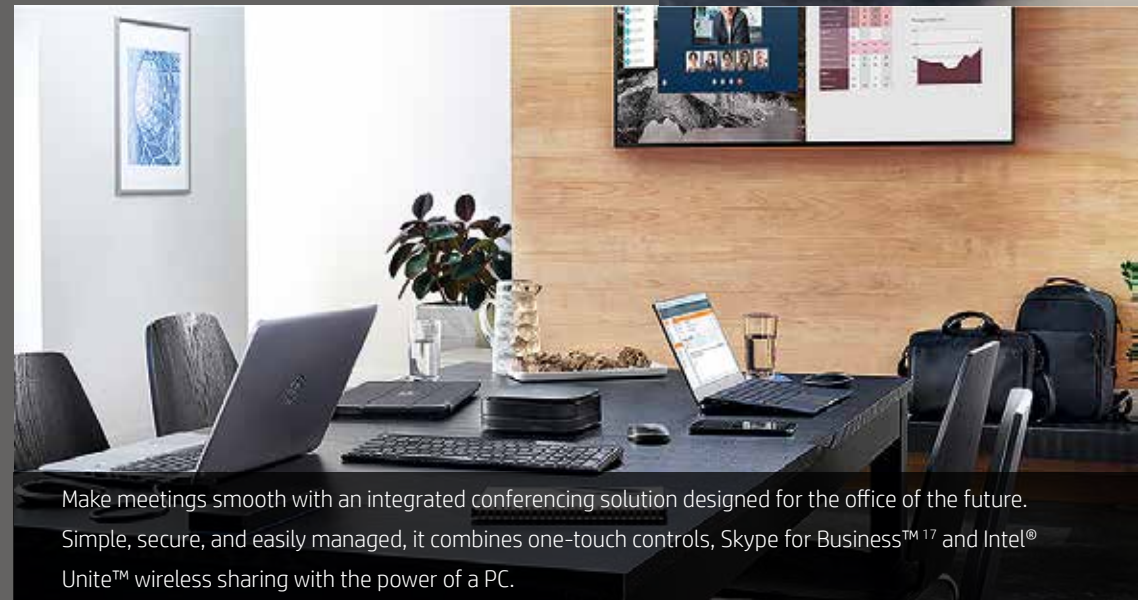 Make meetings smooth with an integrated conferencing solution designed for the office of the future.
Simple, secure, and easily managed, it combines one-touch controls, Skype for Business™ 17 and Intel®
Unite™ wireless sharing with the power of a PC.